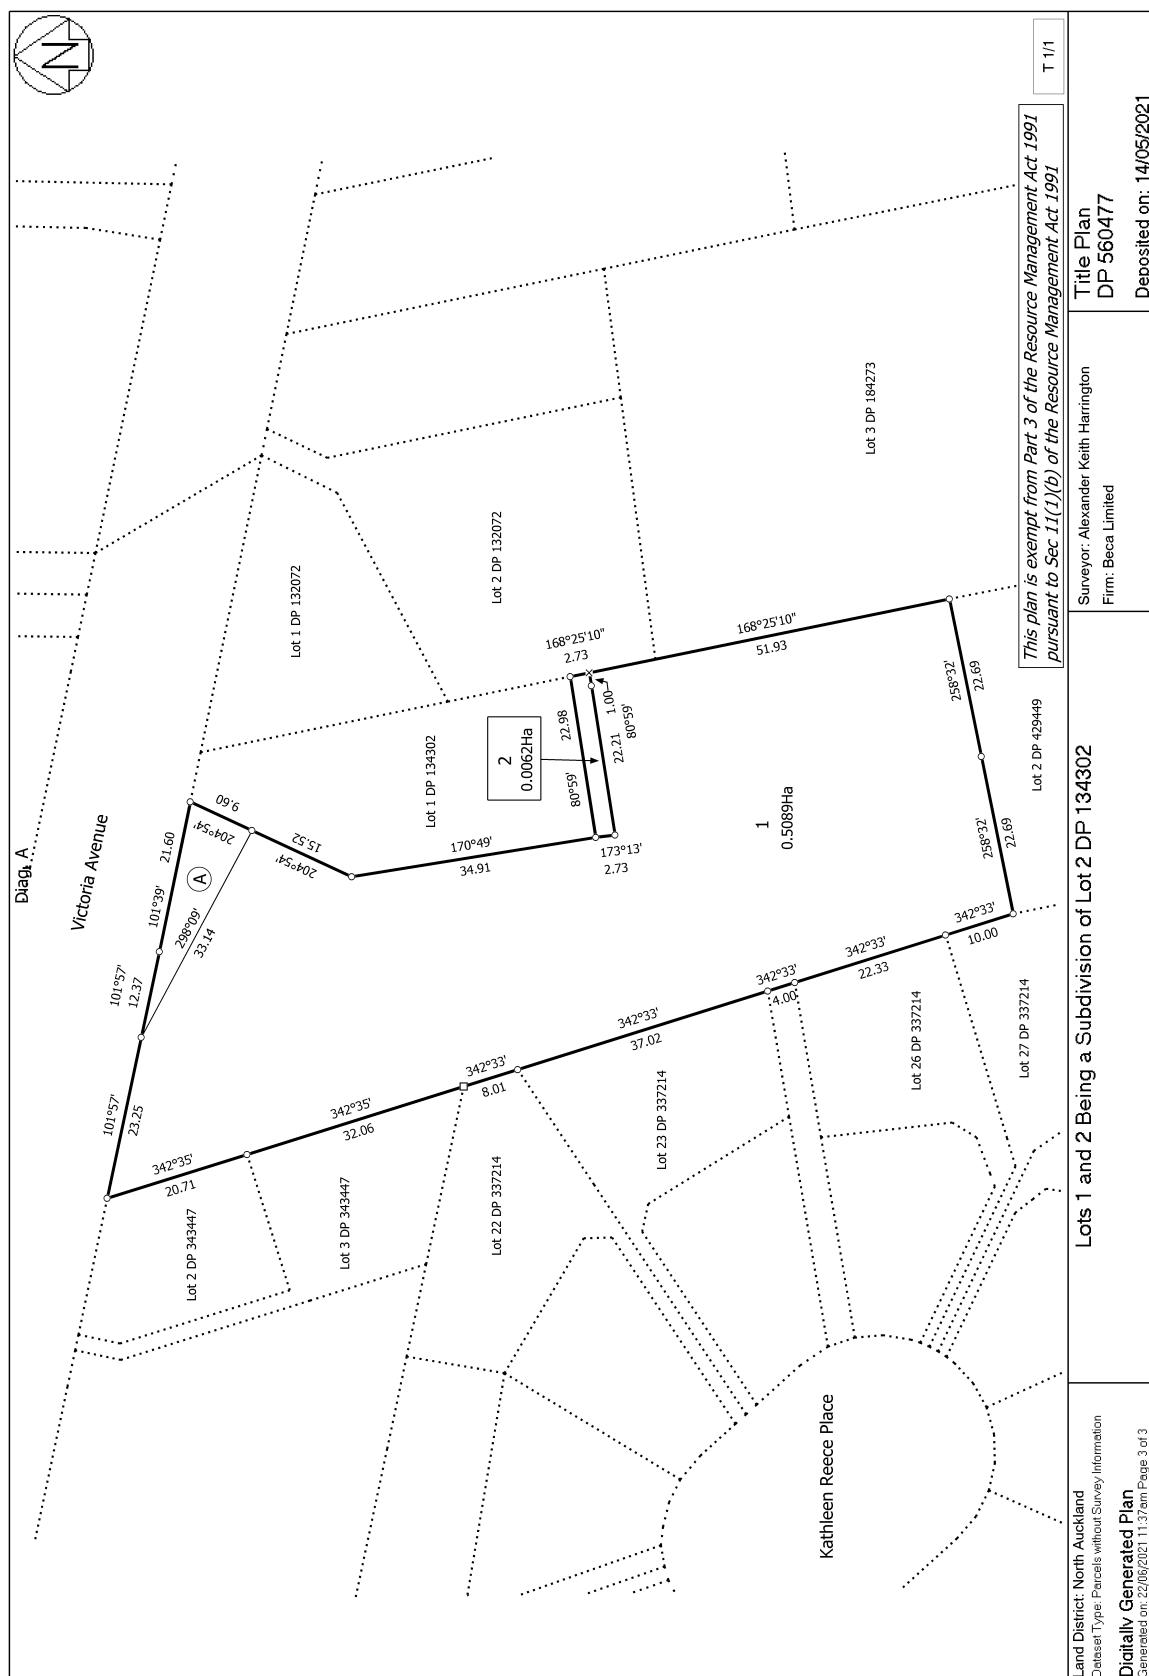 N
T 1/1
This plan is exempt from Part 3 of the Resource Management Act 1991
pursuant to Sec 11(1)(b) of the Resource Management Act 1991
Diag. A
Victoria Avenue
101°57'
23.25
101°57'
12.37
101°39'
21.60
204°54'
9.60
A
298°09'
33.14
204°54'
15.52
170°49'
34.91
173°13'
2.73
80°59'
22.98
2
0.0062Ha
22.21
80°59'
1.00
168°25'10"
2.73
168°25'10"
51.93
258°32'
22.69
258°32'
22.69
342°33'
10.00
342°33'
22.33
342°33'
4.00
342°33'
37.02
342°33'
8.01
342°35'
32.06
342°35'
20.71
1
0.5089Ha
Lot 1 DP 132072
Lot 2 DP 132072
Lot 1 DP 134302
Lot 3 DP 184273
Lot 2 DP 429449
Lot 2 DP 343447
Lot 3 DP 343447
Lot 22 DP 337214
Lot 23 DP 337214
Lot 26 DP 337214
Lot 27 DP 337214
Kathleen Reece Place
Land District: North Auckland
Dataset Type: Parcels without Survey Information
Digitally Generated Plan
Generated on: 22/06/2021 11:37am Page 3 of 3
Lots 1 and 2 Being a Subdivision of Lot 2 DP 134302
Surveyor: Alexander Keith Harrington
Firm: Beca Limited
Title Plan
DP 560477
Deposited on: 14/05/2021